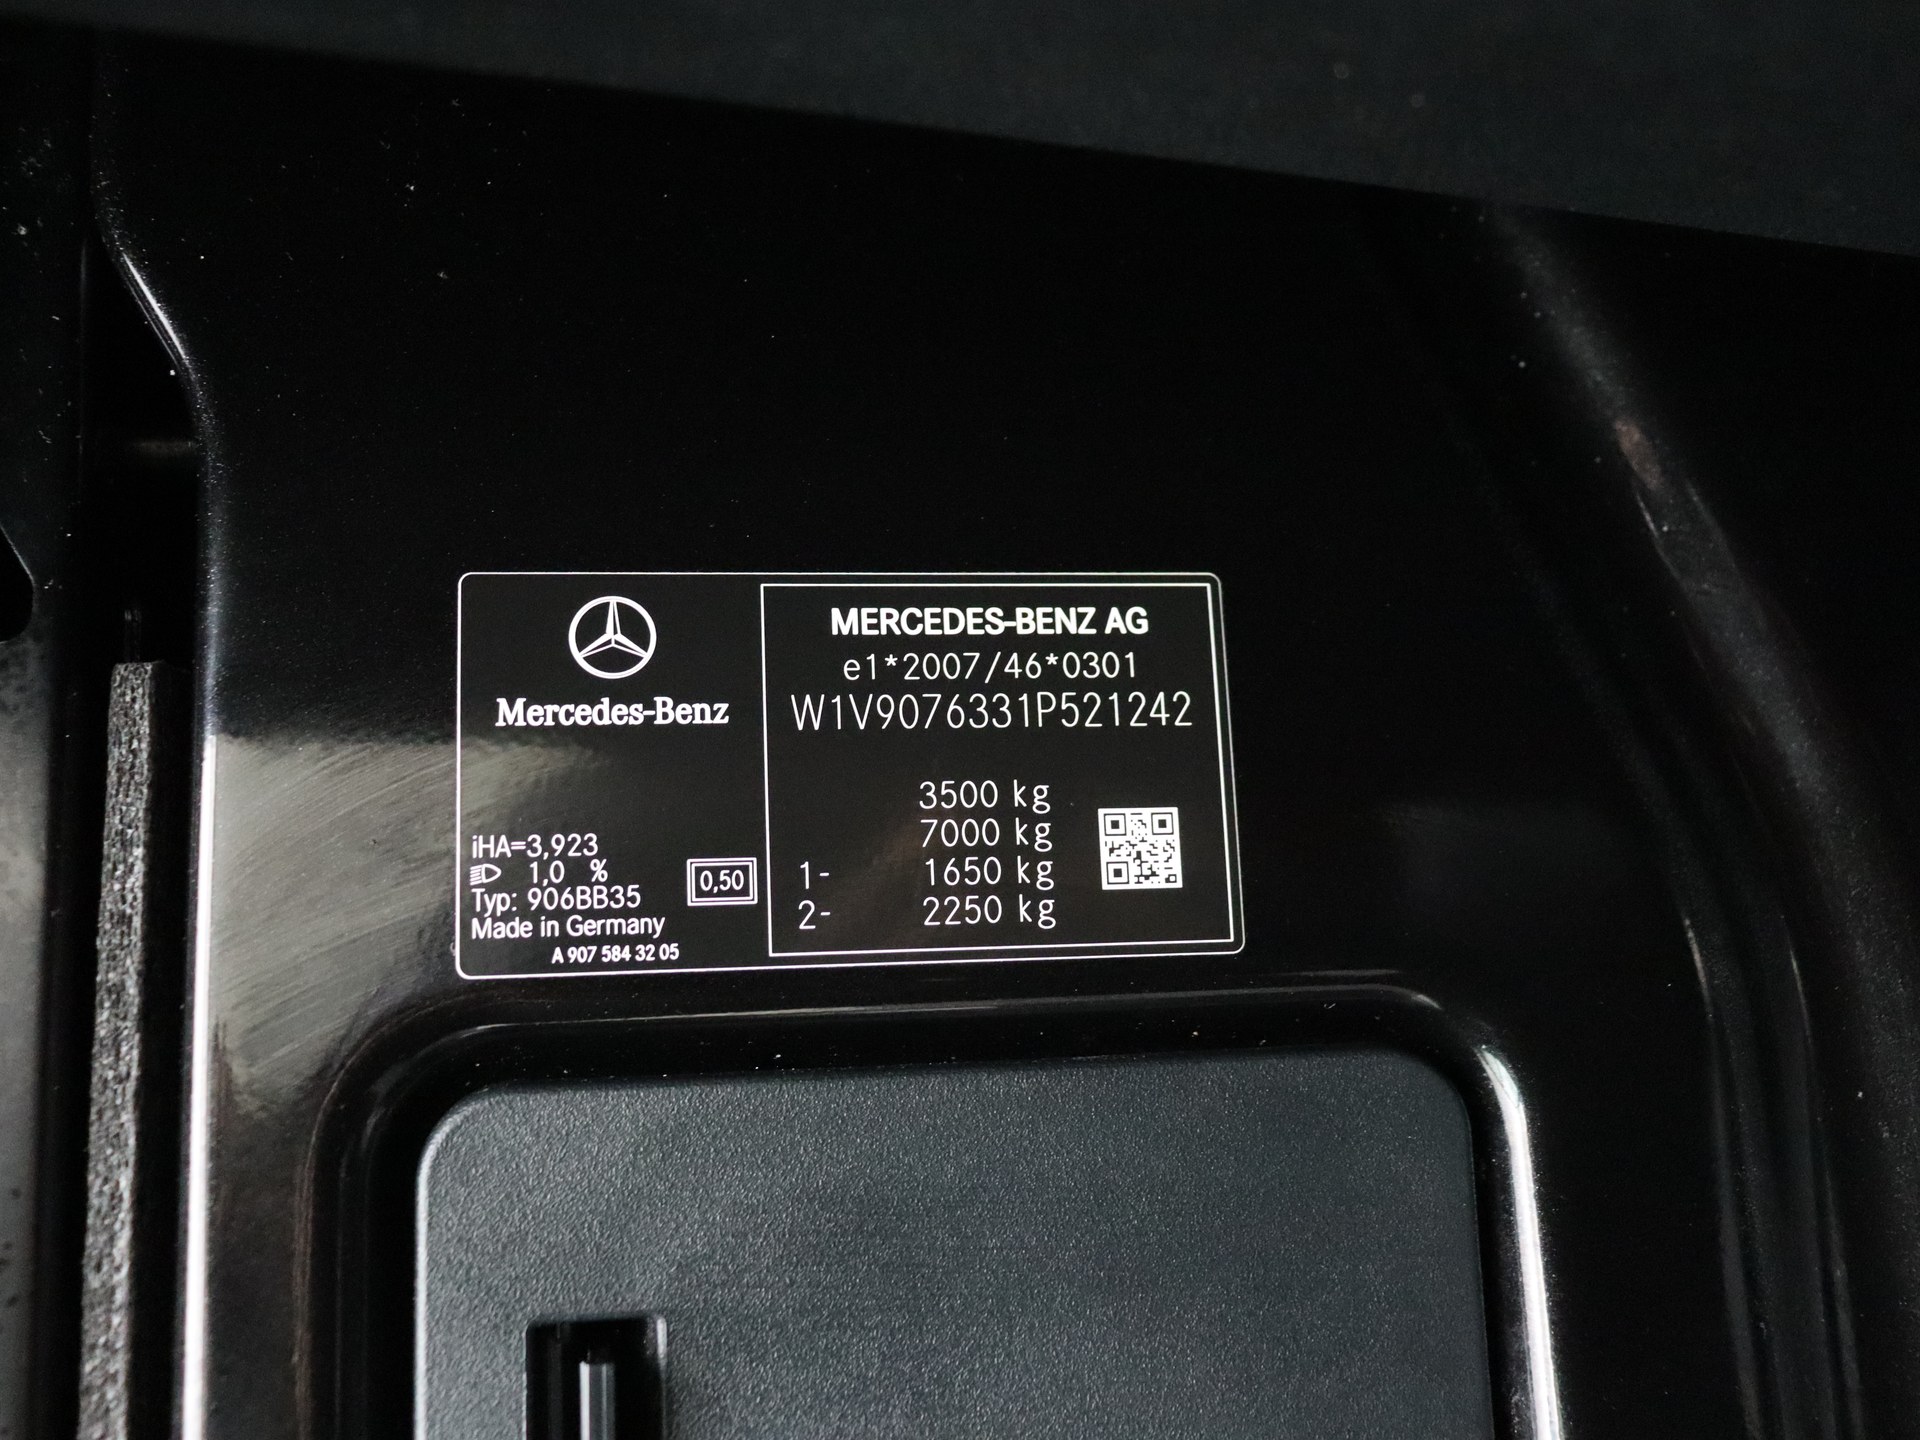 Mercedes-Benz
iHA=3,923
1,0 %
Typ: 906BB35
Made in Germany
A 907 584 32 05
0,50
MERCEDES-BENZ AG
e1*2007/46*0301
W1V9076331P521242
3500 kg
7000 kg
1- 1650 kg
2- 2250 kg